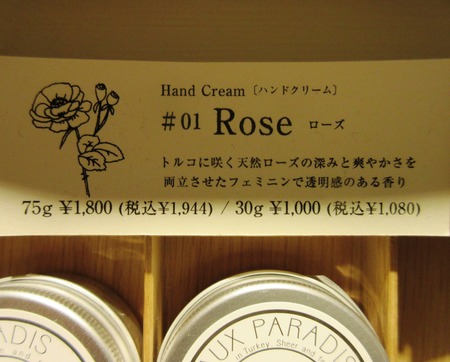 Hand Cream [ハンドクリーム]
#01 Rose ローズ
トルコに咲く天然ローズの深みと爽やかさを
両立させたフェミニンで透明感のある香り
75g ¥1,800 (税込¥1,944) / 30g ¥1,000 (税込¥1,080)
RADIS
and
AUX PARADIS
in Turkey. Sheer and